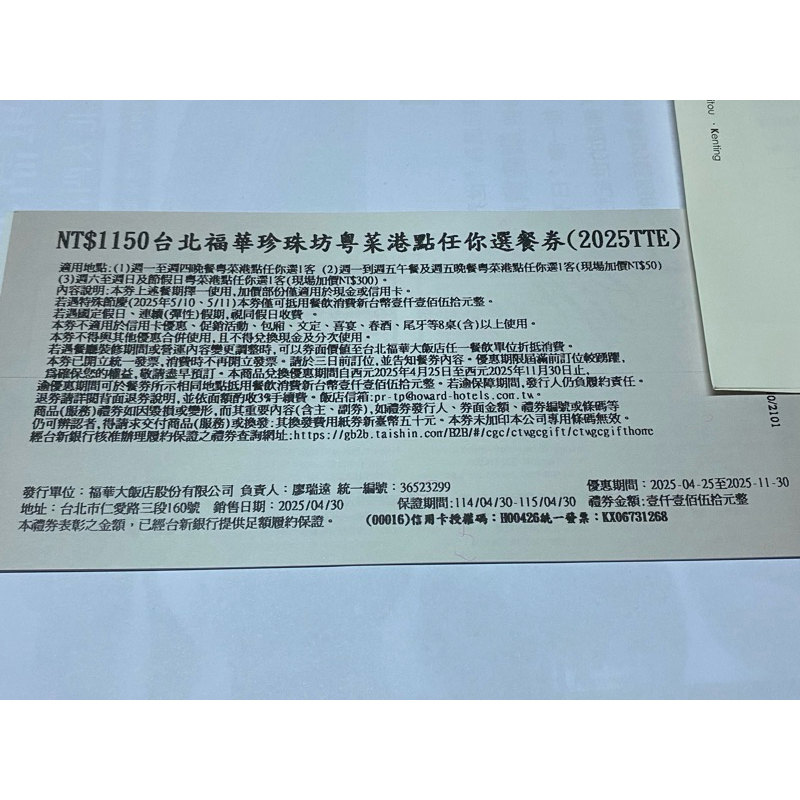 itou · Kenting
NT$1150台北福華珍珠坊粵菜港點任你選餐券(2025TTE)
適用地點:(1)週一至週四晚餐粵菜港點任你選1客 (2)週一到週五午餐及週五晚餐粵菜港點任你選1客(現場加價NT$50)
(3)週六至週日及節假日粵菜港點任你選1客(現場加價NT$300)。
內容說明:本券上述餐期擇一使用,加價部份僅適用於現金或信用卡。
若遇特殊節慶(2025年5/10、5/11)本券僅可抵用餐飲消費新台幣壹仟壹佰伍拾元整。
若遇國定假日、連續(彈性)假期,視同假日收費 。
本券不適用於信用卡優惠、促銷活動、包廂、文定、喜宴、春酒、尾牙等8桌(含)以上使用。
本券不得與其他優惠合併使用,且不得兌換現金及分次使用。
若遇餐廳裝修期間或營運內容變更調整時,可以券面價值至台北福華大飯店任一餐飲單位折抵消費。
本券已開立統一發票,消費時不再開立發票。請於三日前訂位,並告知餐券內容。優惠期限屆滿前訂位較踴躍,
為確保您的權益,敬請盡早預訂。本商品兌換優惠期間自西元2025年4月25日至西元2025年11月30日止,
逾優惠期間可於餐券所示相同地點抵用餐飲消費新台幣壹仟壹佰伍拾元整。若逾保障期間,發行人仍負履約責任。
退券請詳閱背面退券說明,並依面額酌收3%手續費。飯店信箱:pr-tp@howard-hotels.com.tw。
商品(服務)禮券如因毀損或變形,而其重要內容(含主、副券),如禮券發行人、券面金額、禮券編號或條碼等
仍可辨認者,得請求交付商品(服務)或換發:其換發費用紙券新臺幣五十元。本券未加印本公司專用條碼無效。
經台新銀行核准辦理履約保證之禮券查詢網址:https://gb2b.taishin.com/B2B/#/cgc/ctwgcgift/ctwgcgifthome
0/2101
發行單位：福華大飯店股份有限公司 負責人：廖瑞遠 統一編號：36523299
優惠期間：2025-04-25至2025-11-30
地址：台北市仁愛路三段160號 銷售日期：2025/04/30
保證期間:114/04/30-115/04/30 禮券金額:壹仟壹佰伍拾元整
本禮券表彰之金額，已經台新銀行提供足額履約保證。
(00016)信用卡授權碼：H00426統一發票：KX06731268